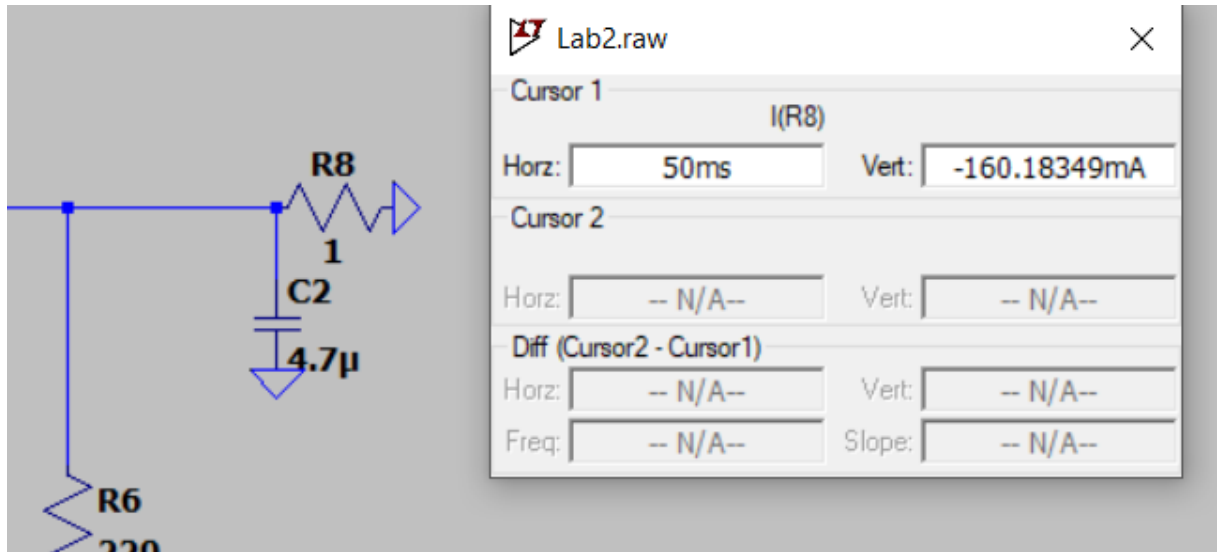 R8
1
C2
4.7µ
R6
Lab2.raw
Cursor 1
I(R8)
Horz: 50ms Vert: -160.18349mA
Cursor 2
Horz: -- N/A-- Vert: -- N/A--
Diff (Cursor2 - Cursor1)
Horz: -- N/A-- Vert: -- N/A--
Freq: -- N/A-- Slope: -- N/A--